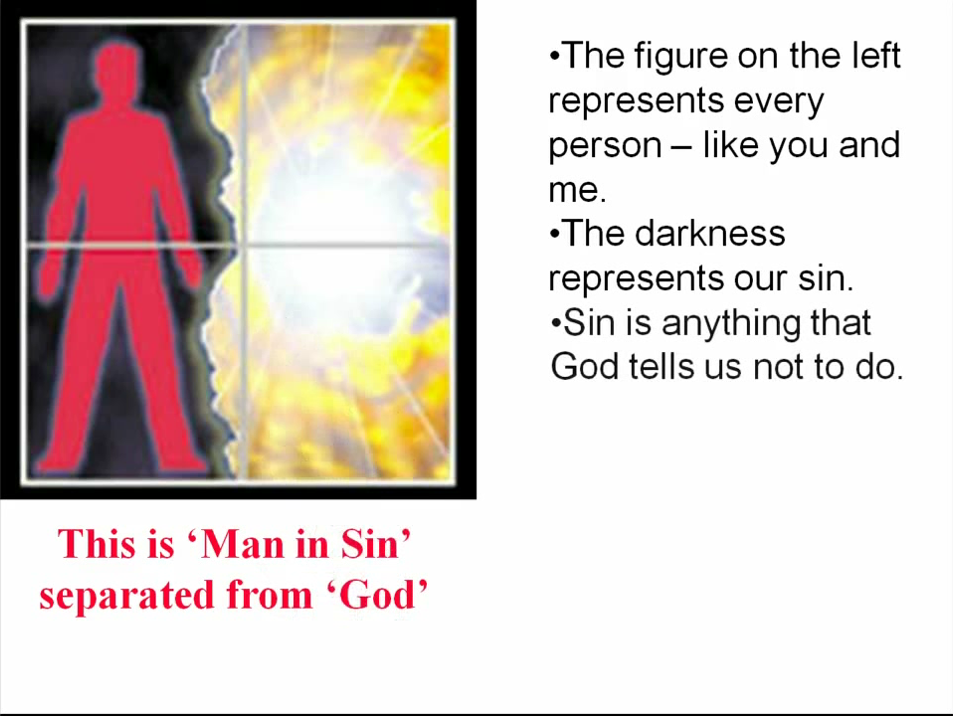 •The figure on the left
represents every
person – like you and
me.
•The darkness
represents our sin.
•Sin is anything that
God tells us not to do.
This is ‘Man in Sin’
separated from ‘God’